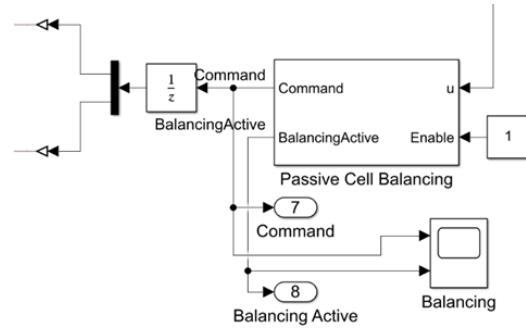 1
z
Command
BalancingActive
Command
u
BalancingActive
Enable
1
Passive Cell Balancing
7
Command
8
Balancing Active
Balancing